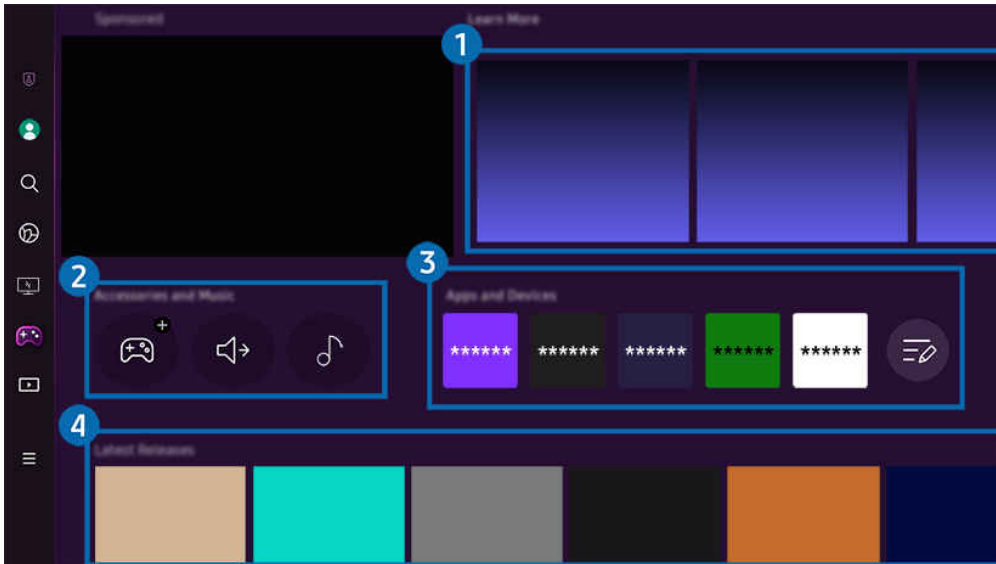 Sponsored
Learn More
1
2
3
Accessories and Music
Apps and Devices
****** ****** ****** ****** ******
4
Latest Releases